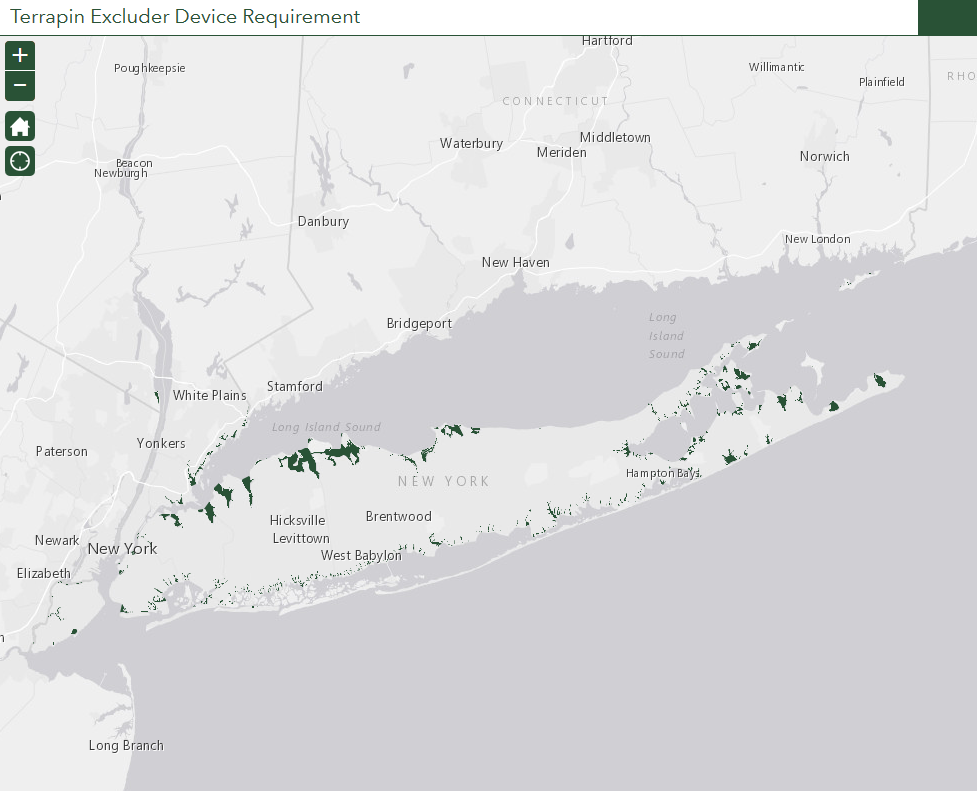 Terrapin Excluder Device Requirement
+
−
Hartford
Poughkeepsie
Willimantic
RHO
Plainfield
CONNECTICUT
Waterbury
Middletown
Meriden
Norwich
Beacon
Newburgh
Danbury
New London
New Haven
Long
Island
Sound
Bridgeport
Stamford
White Plains
Long Island Sound
Yonkers
Paterson
Hampton Bays
NEW YORK
Brentwood
Hicksville
Levittown
Newark
New York
West Babylon
Elizabeth
n
Long Branch